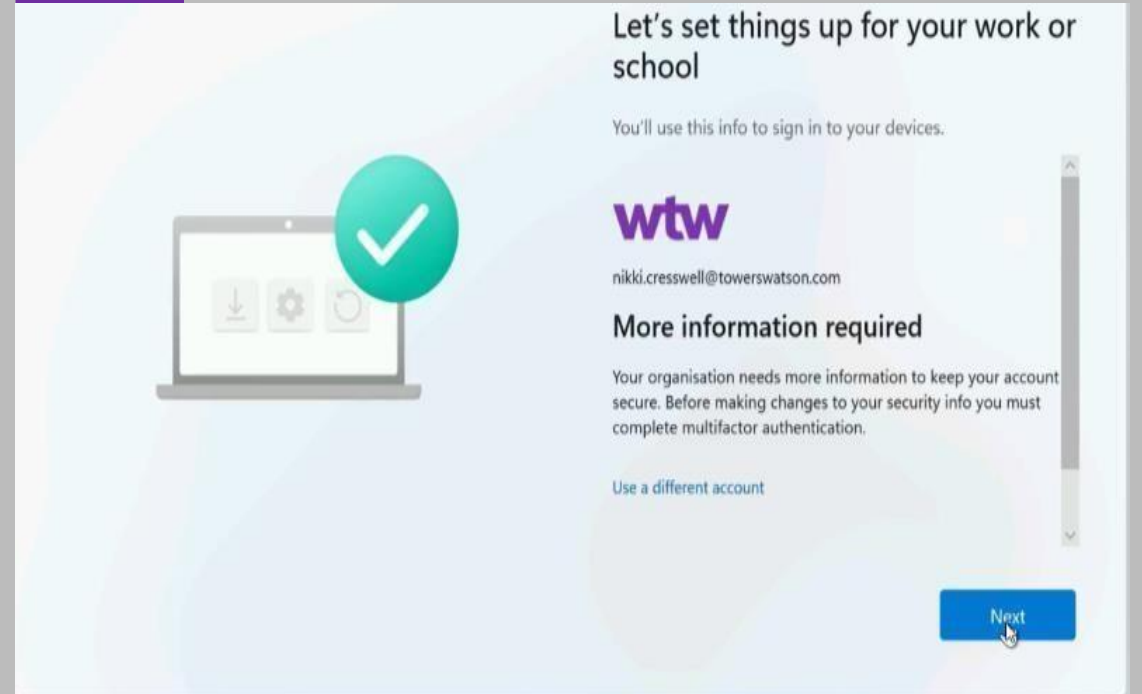 Let's set things up for your work or
school
You'll use this info to sign in to your devices.
wtw
nikki.cresswell@towerswatson.com
More information required
Your organisation needs more information to keep your account
secure. Before making changes to your security info you must
complete multifactor authentication.
Use a different account
Next